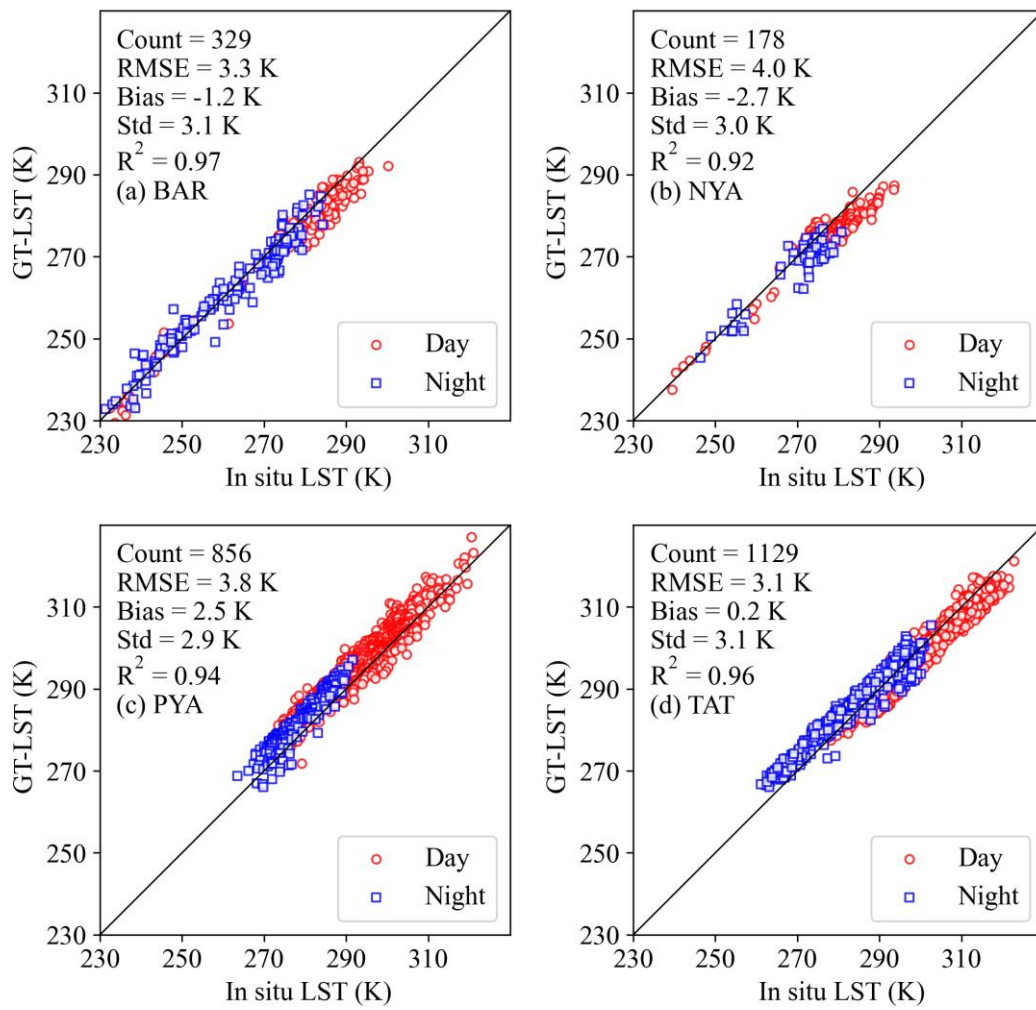 Count = 329
RMSE = 3.3 K
Bias = -1.2 K
Std = 3.1 K
R² = 0.97
(a) BAR
GT-LST (K)
310
290
270
250
230
Day
Night
230 250 270 290 310
In situ LST (K)
Count = 178
RMSE = 4.0 K
Bias = -2.7 K
Std = 3.0 K
R² = 0.92
(b) NYA
GT-LST (K)
310
290
270
250
230
Day
Night
230 250 270 290 310
In situ LST (K)
Count = 856
RMSE = 3.8 K
Bias = 2.5 K
Std = 2.9 K
R² = 0.94
(c) PYA
GT-LST (K)
310
290
270
250
230
Day
Night
230 250 270 290 310
In situ LST (K)
Count = 1129
RMSE = 3.1 K
Bias = 0.2 K
Std = 3.1 K
R² = 0.96
(d) TAT
GT-LST (K)
310
290
270
250
230
Day
Night
230 250 270 290 310
In situ LST (K)